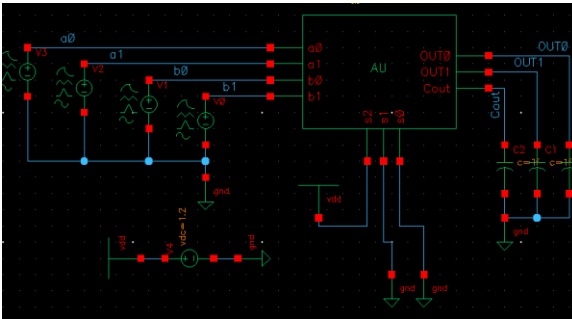 a0
V3
a1
V2
b0
V1
b1
V0
a0
a1
b0
b1
AU
OUT0
OUT1
Cout
s2
s1
s0
OUT0
OUT1
Cout
C2
C1
gnd
gnd
vdd
vdd
V4
vdc=1.2
gnd
gnd
gnd